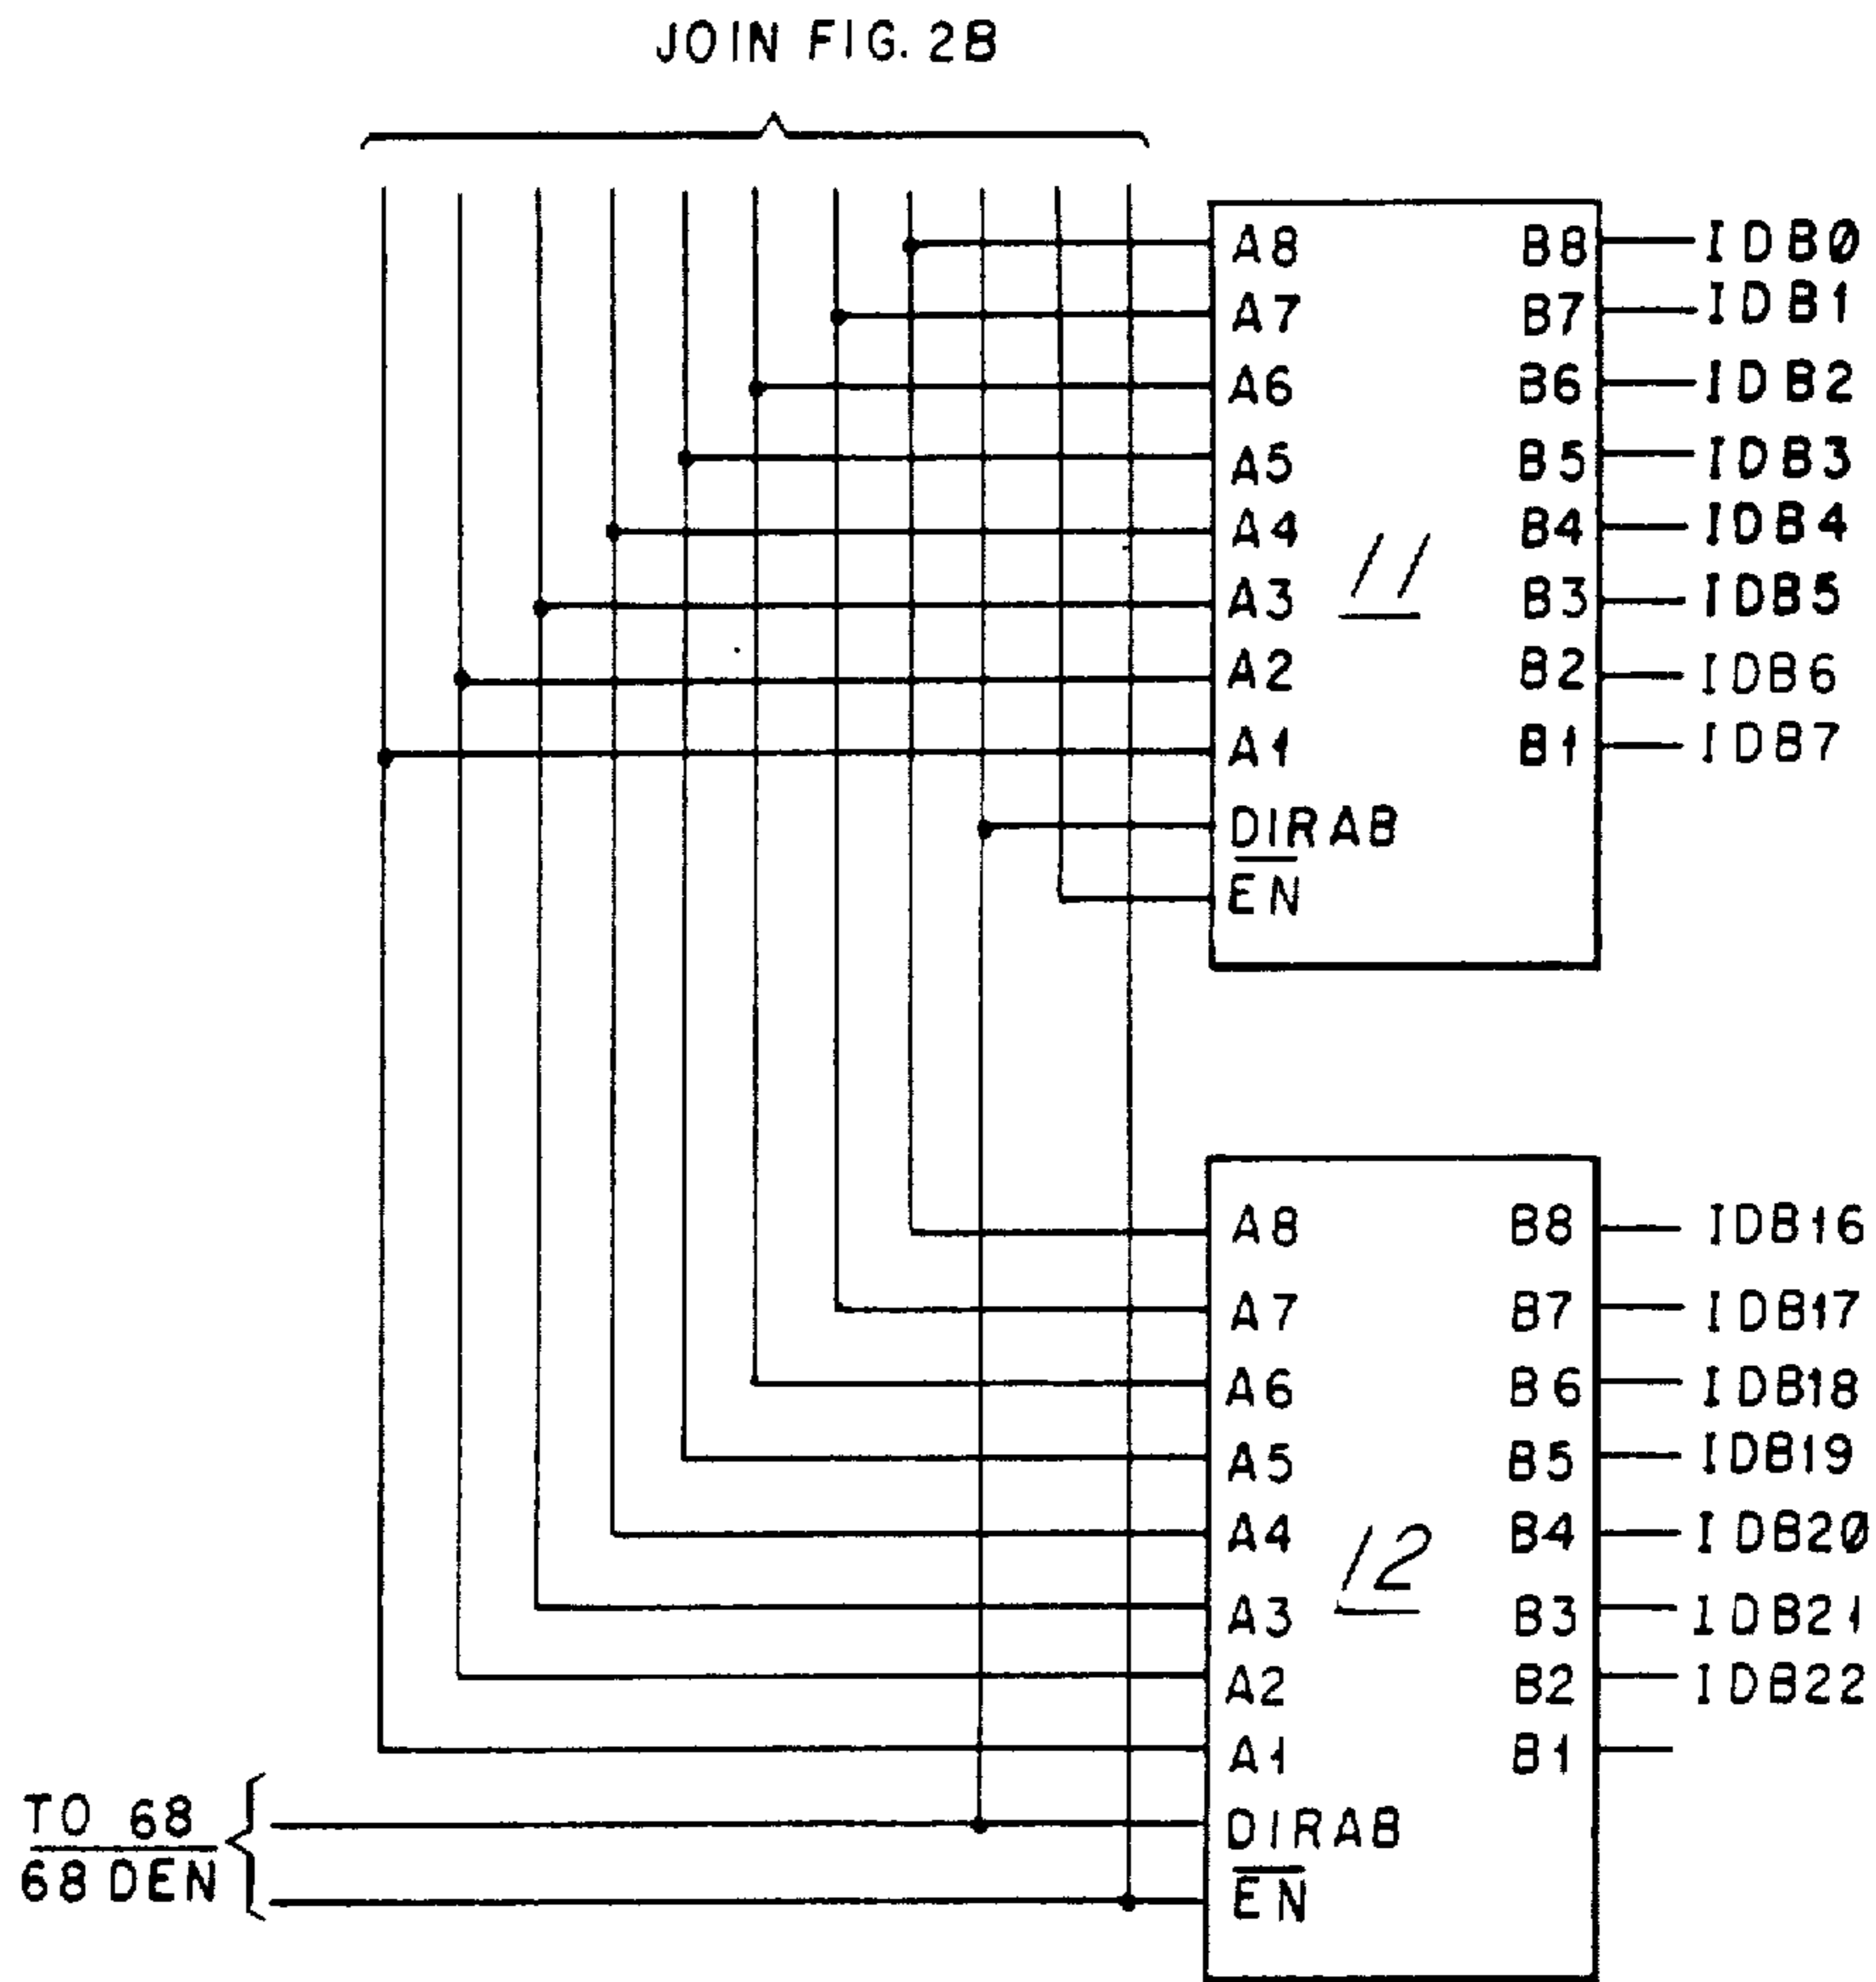 JOIN FIG. 2B
A8 B8 IDB0
A7 B7 IDB1
A6 B6 IDB2
A5 B5 IDB3
A4 B4 IDB4
11
A3 B3 IDB5
A2 B2 IDB6
A1 B1 IDB7
DIRAB
EN
A8 B8 IDB16
A7 B7 IDB17
A6 B6 IDB18
A5 B5 IDB19
A4 B4 IDB20
12
A3 B3 IDB21
A2 B2 IDB22
A1 B1
TO 68 DIRAB
68 DEN EN